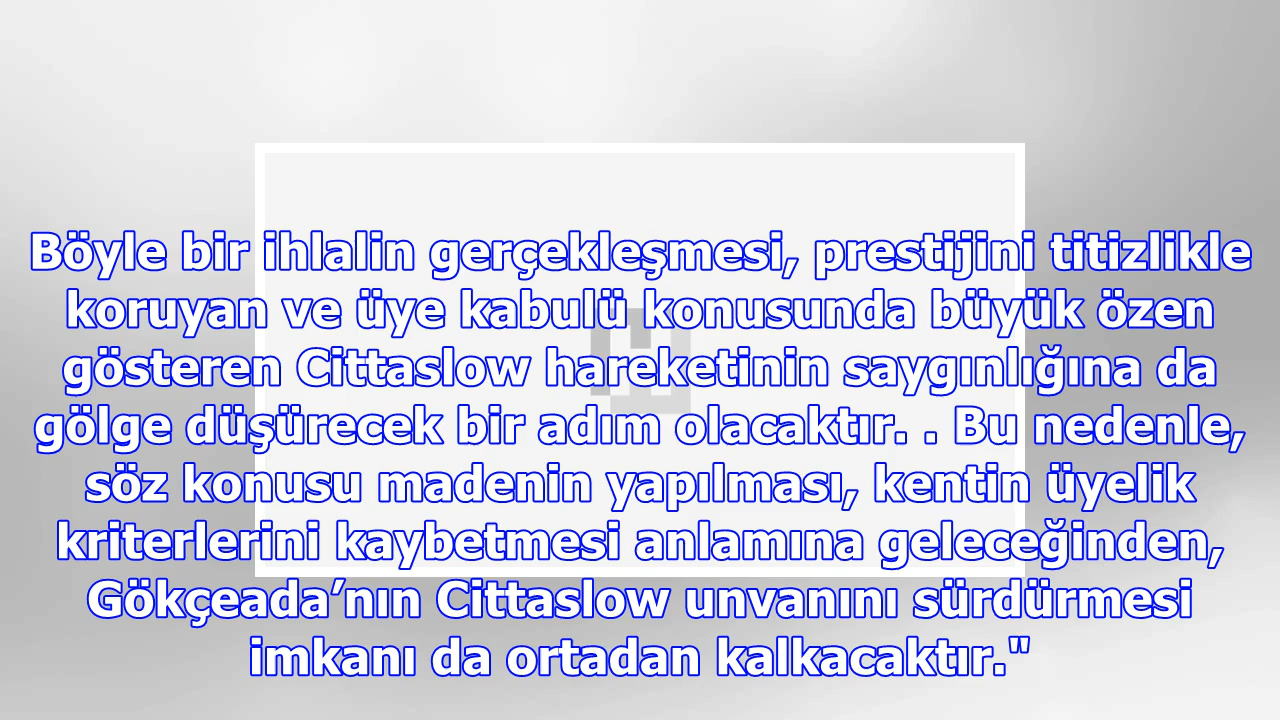 Böyle bir ihlalin gerçekleşmesi, prestijini titizlikle
koruyan ve üye kabulü konusunda büyük özen
gösteren Cittaslow hareketinin saygınlığına da
gölge düşürecek bir adım olacaktır. . Bu nedenle,
söz konusu madenin yapılması, kentin üyelik
kriterlerini kaybetmesi anlamına geleceğinden,
Gökçeada’nın Cittaslow unvanını sürdürmesi
imkanı da ortadan kalkacaktır."